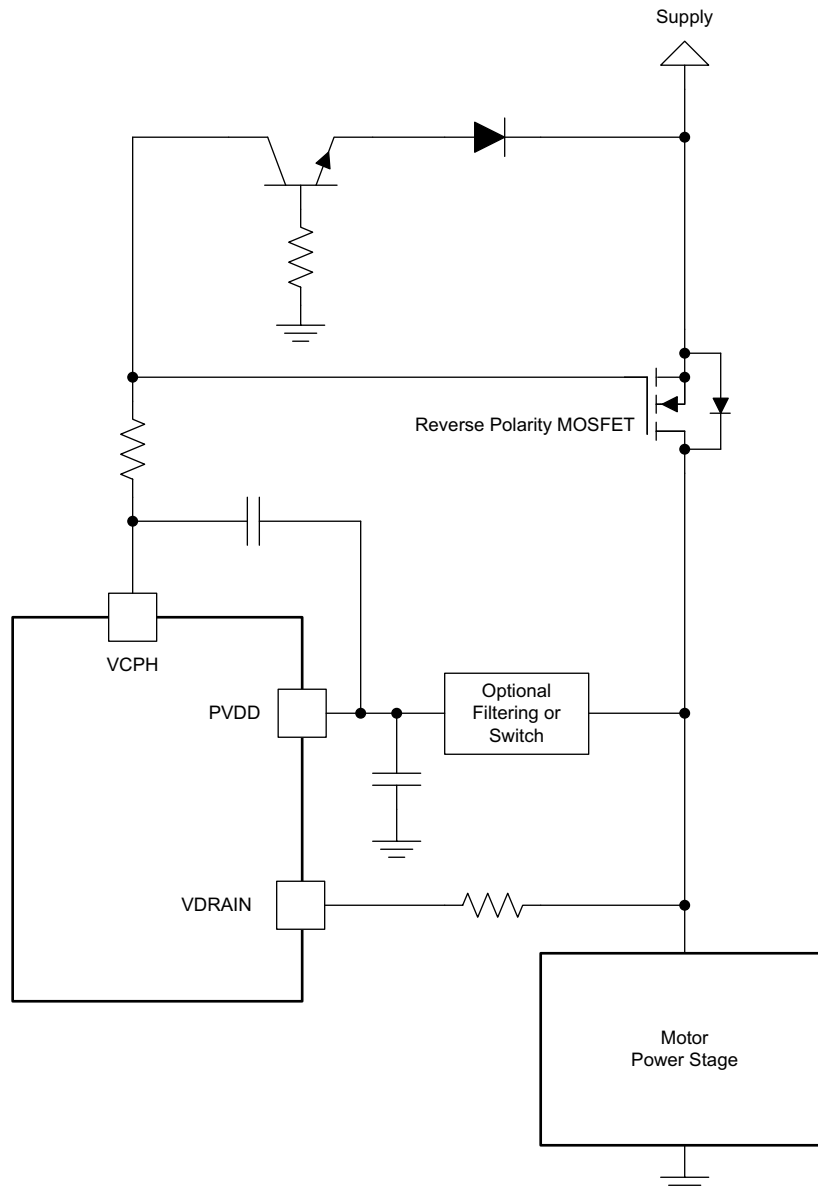 Supply
Reverse Polarity MOSFET
VCPH
PVDD
Optional
Filtering or
Switch
VDRAIN
Motor
Power Stage